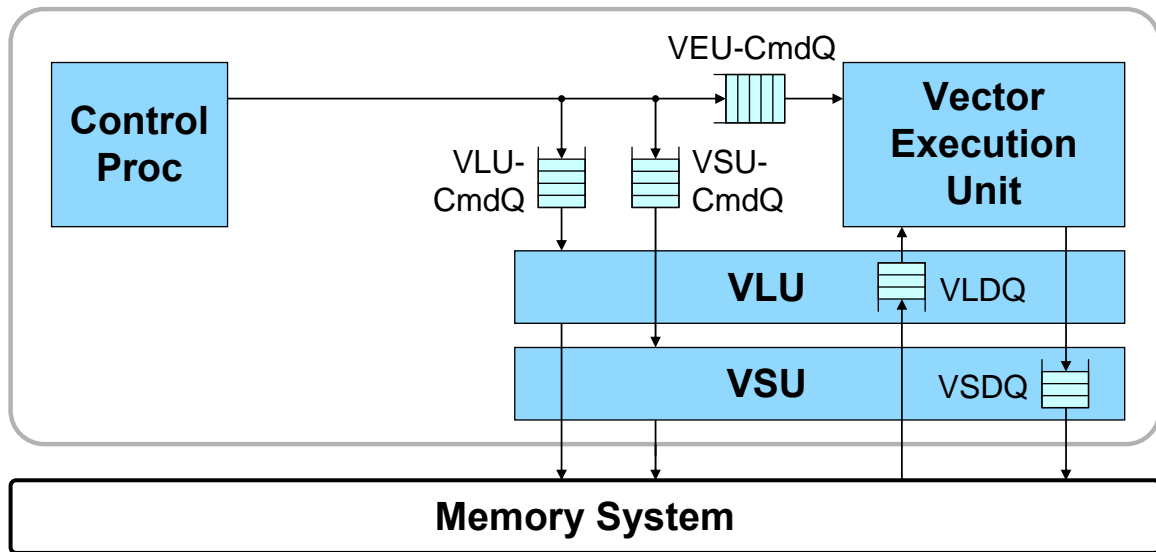 VEU-CmdQ
Control
Proc
Vector
Execution
Unit
VLU-
CmdQ
VSU-
CmdQ
VLU
VLDQ
VSU
VSDQ
Memory System